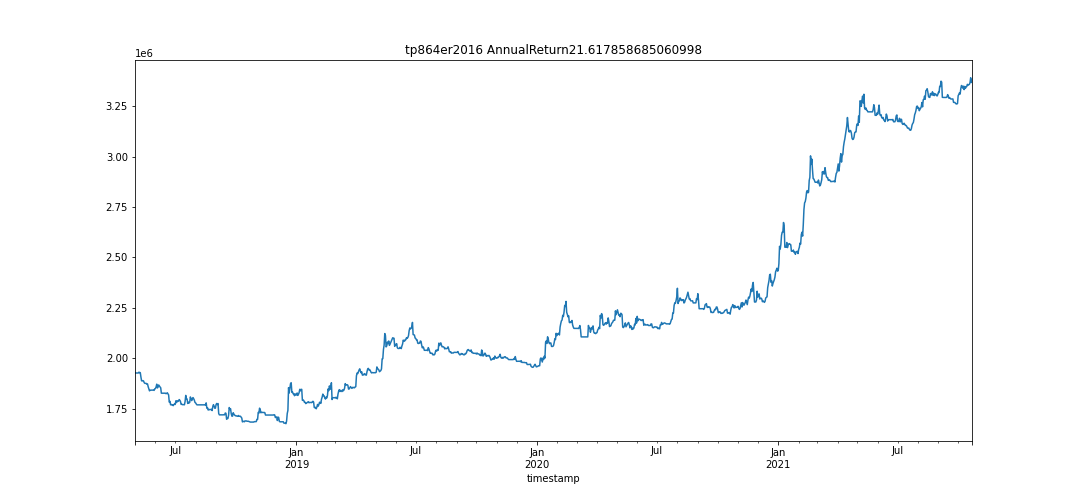 tp864er2016 AnnualReturn21.617858685060998
1e6
3.25
3.00
2.75
2.50
2.25
2.00
1.75
Jul Jan Jul Jan Jul Jan Jul
2019 2020 2021
timestamp